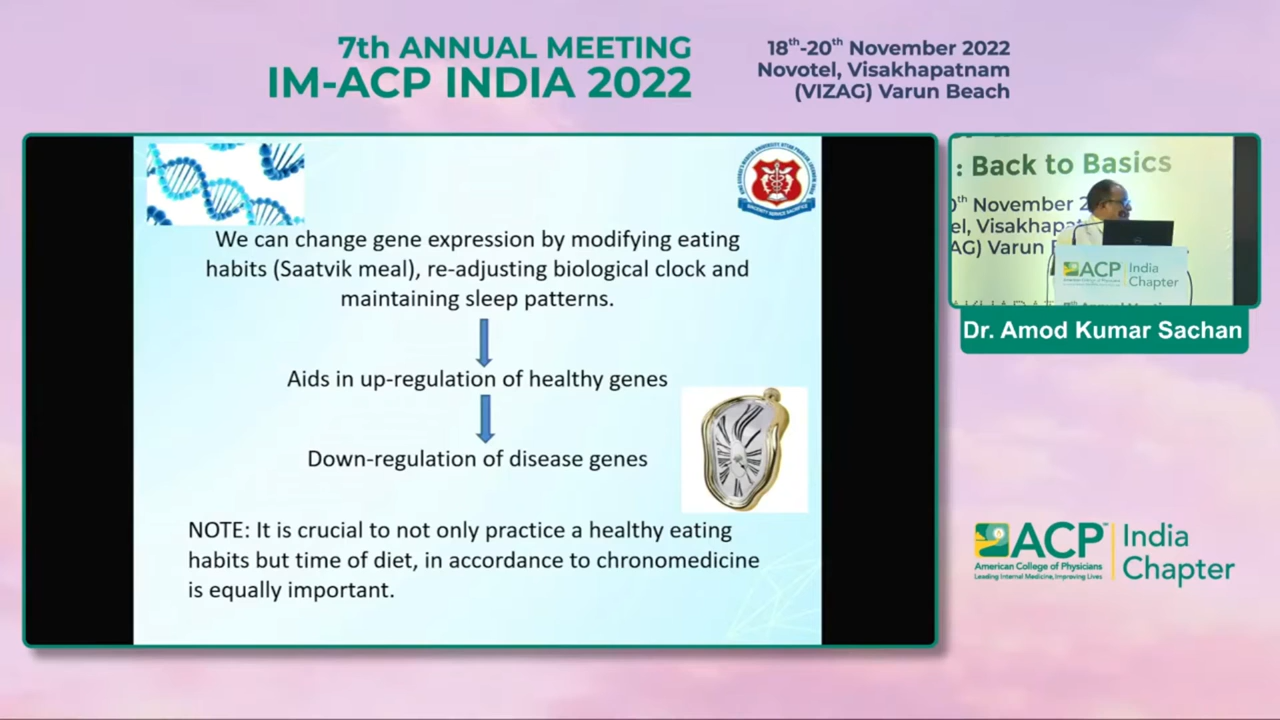 7th ANNUAL MEETING
IM-ACP INDIA 2022
18th-20th November 2022
Novotel, Visakhapatnam
(VIZAG) Varun Beach
We can change gene expression by modifying eating
habits (Saatvik meal), re-adjusting biological clock and
maintaining sleep patterns.
Aids in up-regulation of healthy genes
Down-regulation of disease genes
NOTE: It is crucial to not only practice a healthy eating
habits but time of diet, in accordance to chronomedicine
is equally important.
: Back to Basics
0th November 2
el, Visakhapat
AG) Varun B
ACP
India
Chapter
Dr. Amod Kumar Sachan
ACP™
American College of Physicians
Leading Internal Medicine, Improving Lives
India
Chapter